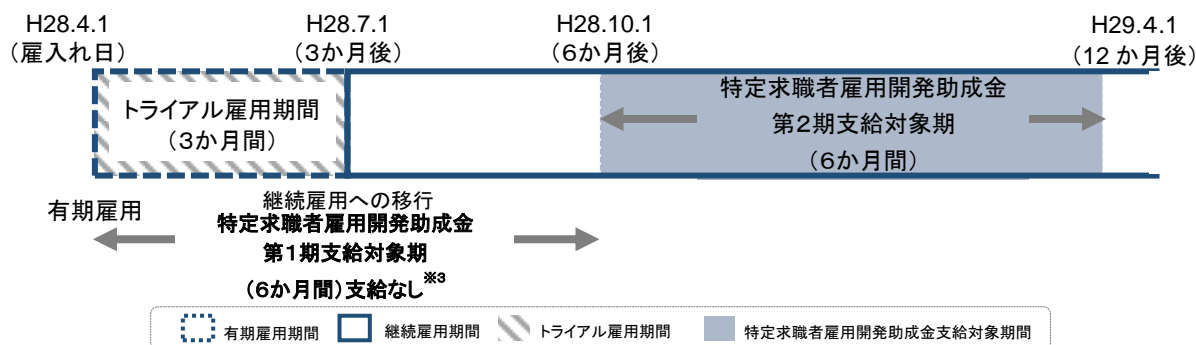 H28.4.1
(雇入れ日)
H28.7.1
(3か月後)
H28.10.1
(6か月後)
H29.4.1
(12か月後)
トライアル雇用期間
(3か月間)
特定求職者雇用開発助成金
第2期支給対象期
(6か月間)
有期雇用
継続雇用への移行
特定求職者雇用開発助成金
第1期支給対象期
(6か月間)支給なし※3
有期雇用期間 継続雇用期間 トライアル雇用期間 特定求職者雇用開発助成金支給対象期間